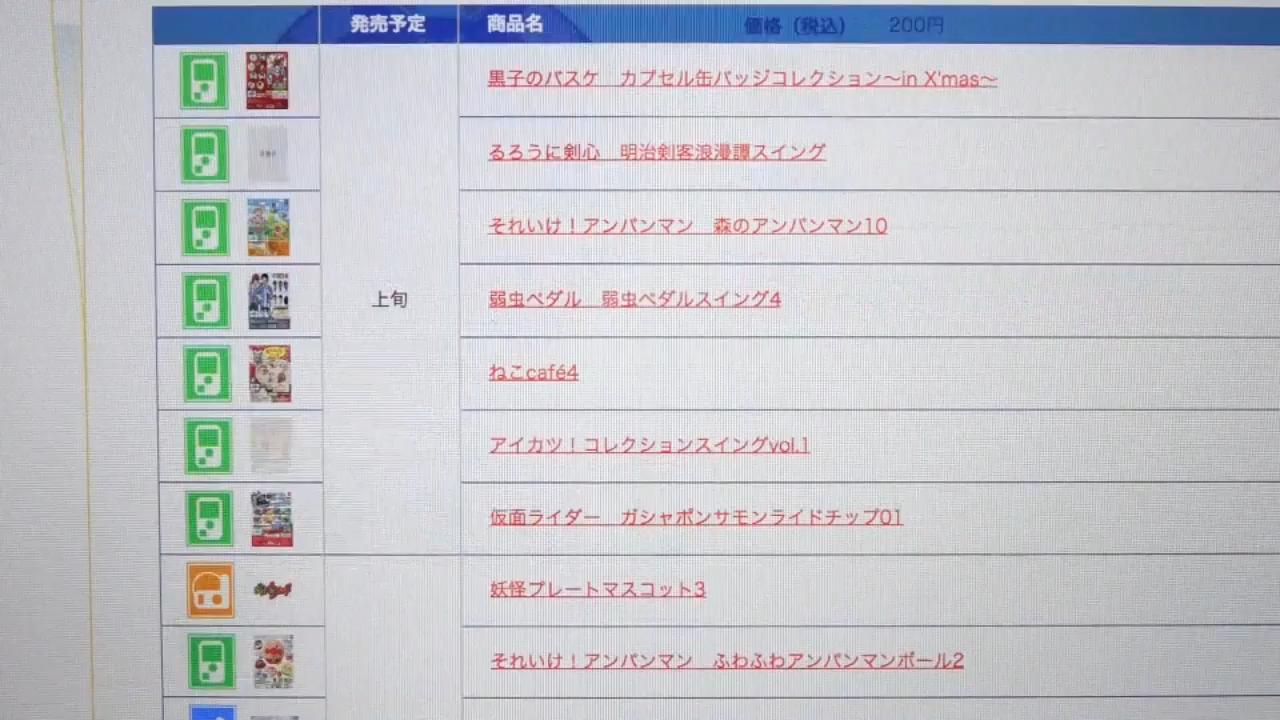 発売予定 商品名 価格(税込) 200円
黒子のバスケ カプセル缶バッジコレクション〜in X'mas〜
るろうに剣心 明治剣客浪漫譚スイング
それいけ！アンパンマン 森のアンパンマン10
上旬 弱虫ペダル 弱虫ペダルスイング4
ねこcafé4
アイカツ！コレクションスイングvol.1
仮面ライダー ガシャポンサモンライドチップ01
妖怪プレートマスコット3
それいけ！アンパンマン ふわふわアンパンマンボール2